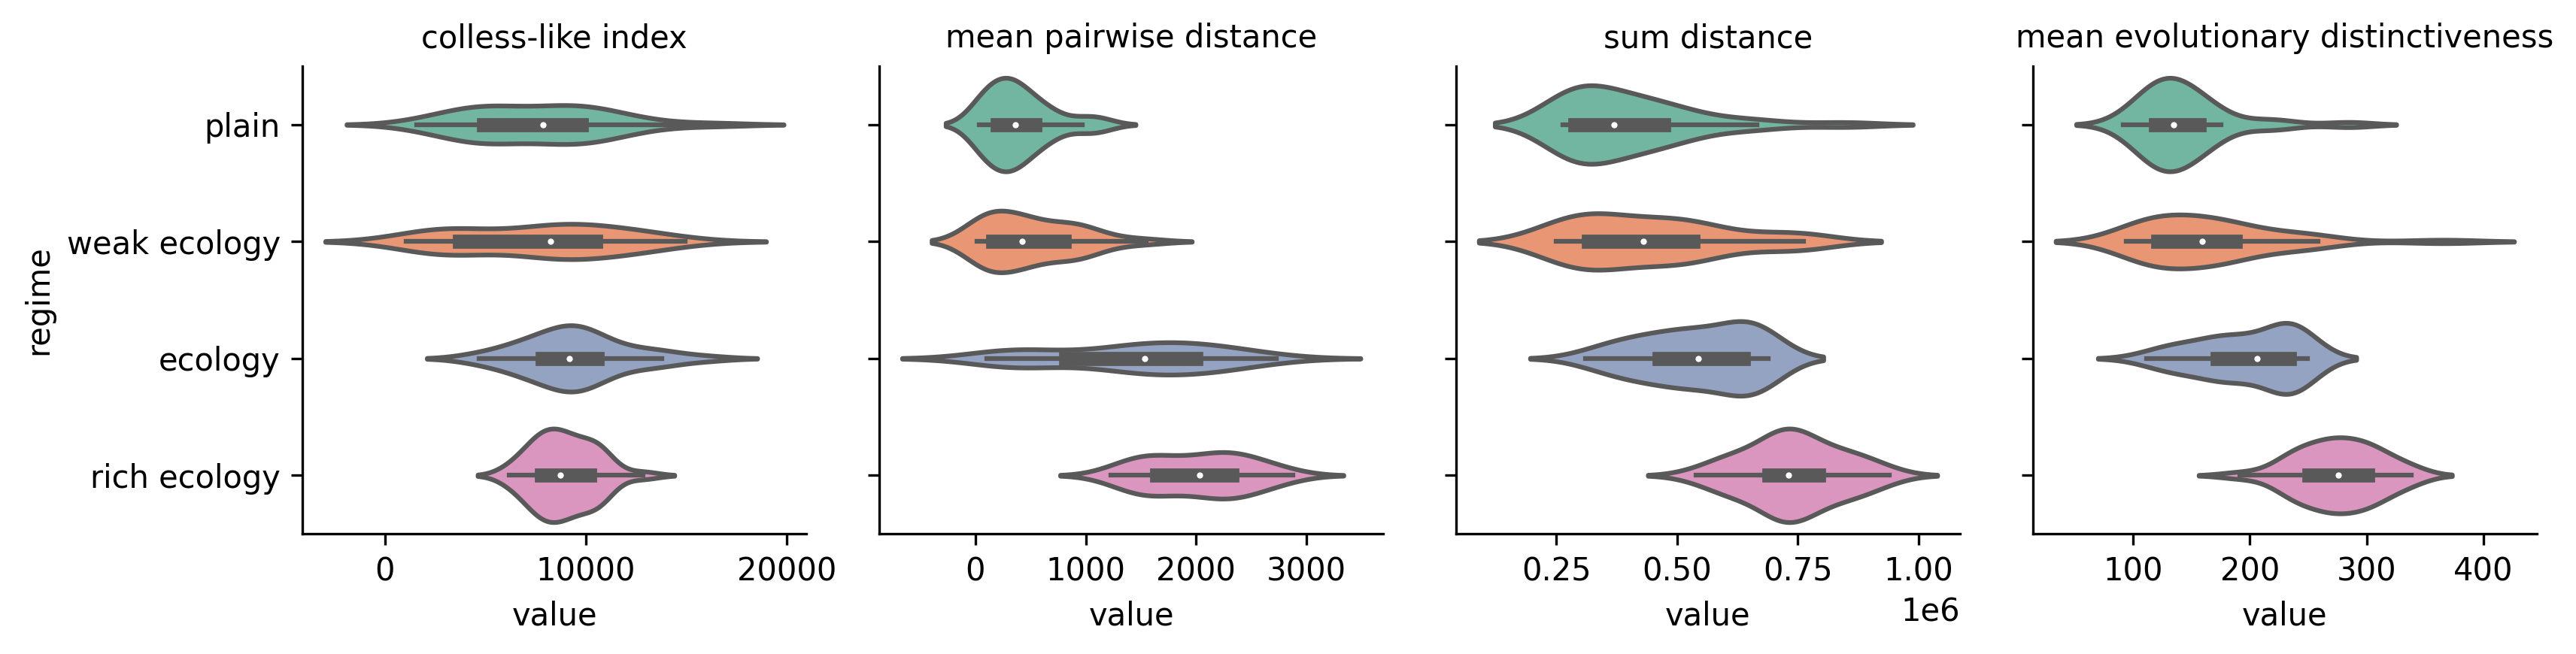 colless-like index
mean pairwise distance
sum distance
mean evolutionary distinctiveness
regime
plain
weak ecology
ecology
rich ecology
0 10000 20000
0 1000 2000 3000
0.25 0.50 0.75 1.00
100 200 300 400
1e6
value
value
value
value